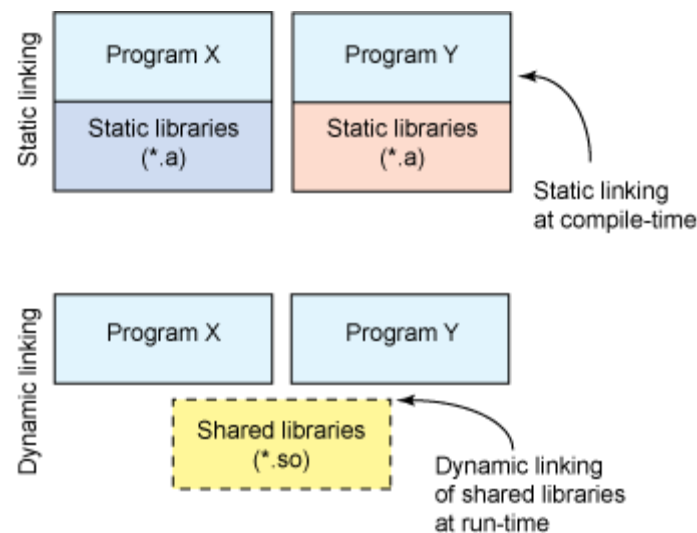 Static linking
Program X
Static libraries
(*.a)
Program Y
Static libraries
(*.a)
Static linking
at compile-time
Dynamic linking
Program X
Program Y
Shared libraries
(*.so)
Dynamic linking
of shared libraries
at run-time